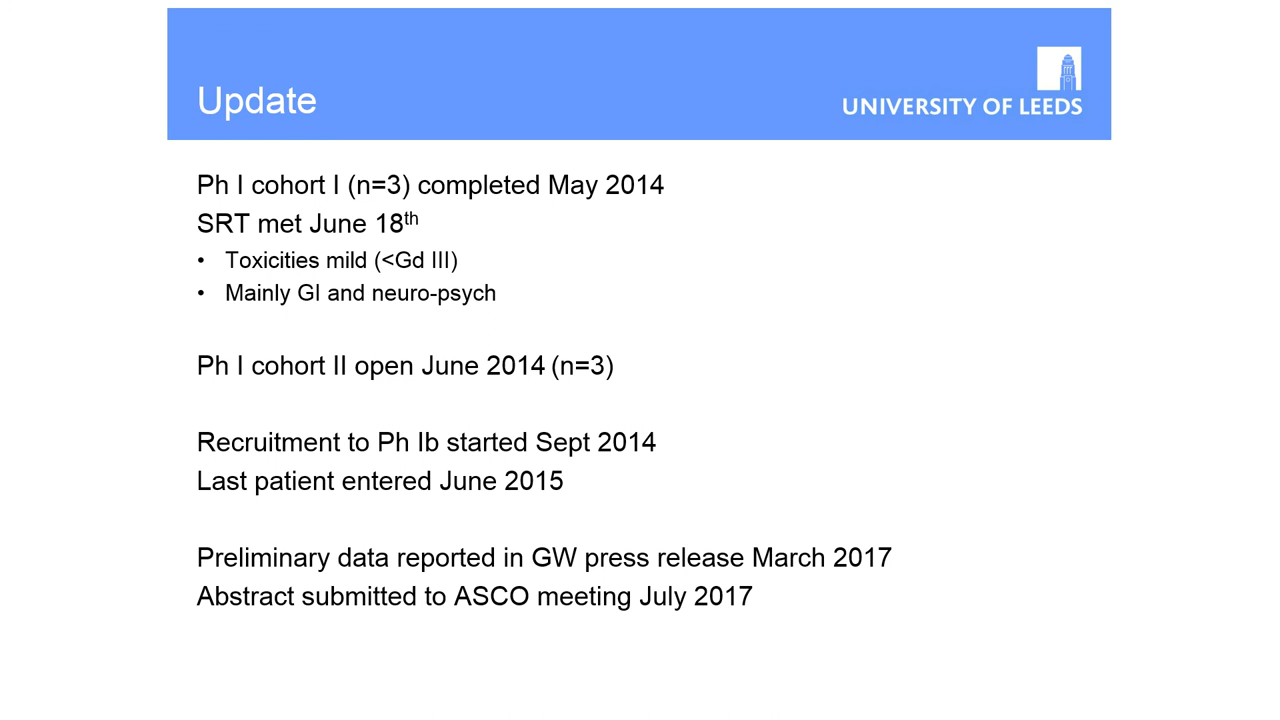 Update
UNIVERSITY OF LEEDS
Ph I cohort I (n=3) completed May 2014
SRT met June 18th
• Toxicities mild (<Gd III)
• Mainly GI and neuro-psych
Ph I cohort II open June 2014 (n=3)
Recruitment to Ph Ib started Sept 2014
Last patient entered June 2015
Preliminary data reported in GW press release March 2017
Abstract submitted to ASCO meeting July 2017